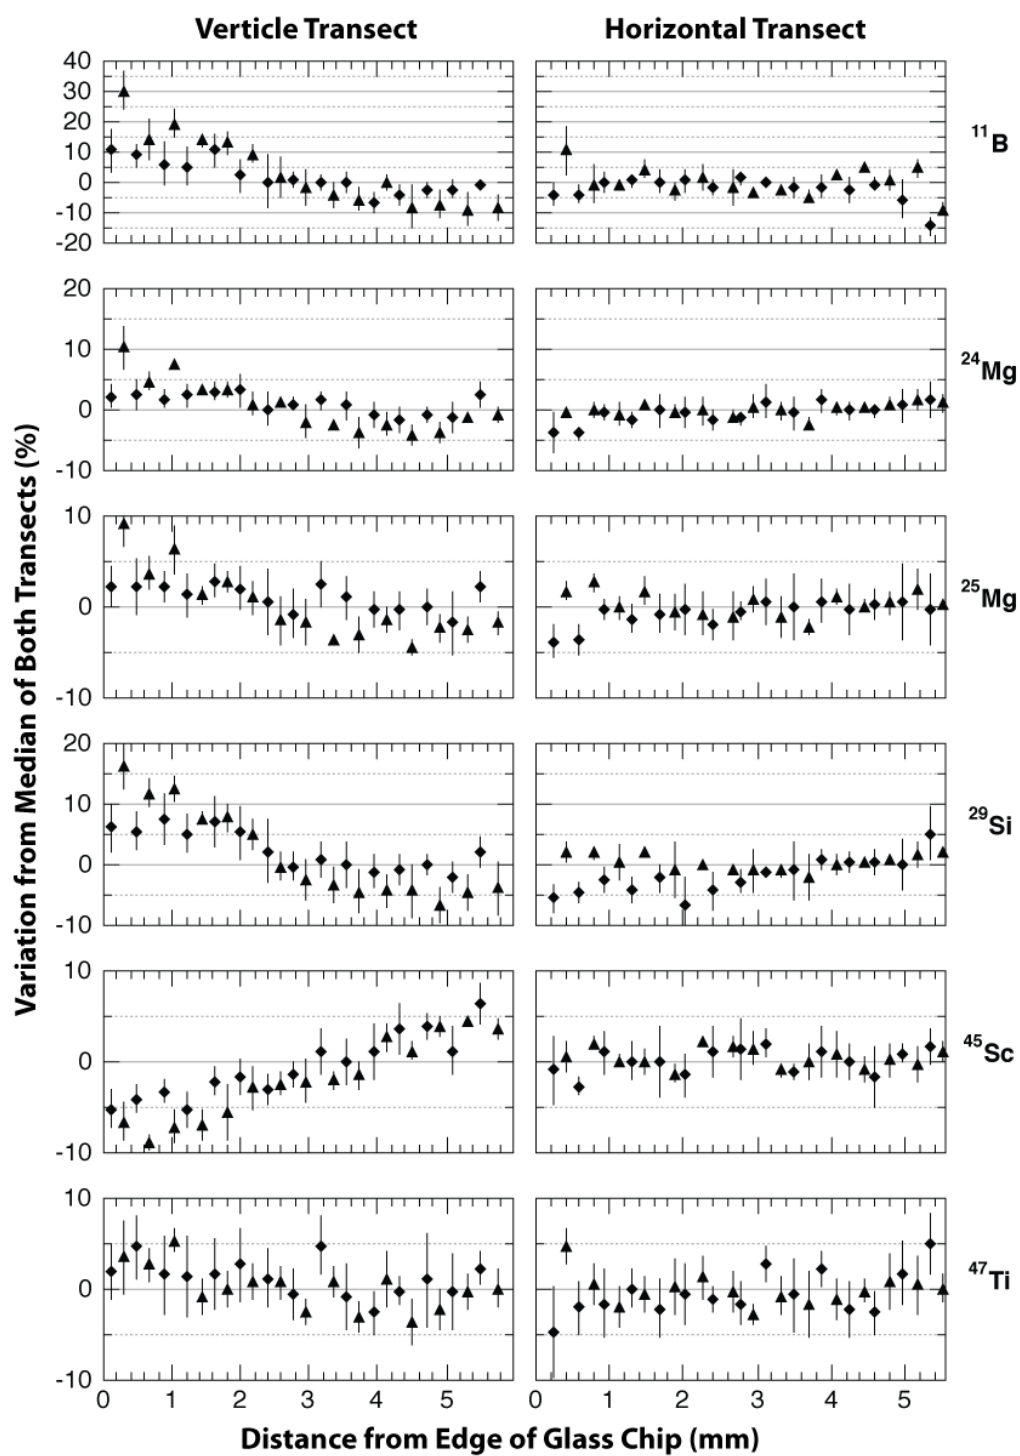 Verticle Transect Horizontal Transect
40
30
20
10
0
-10
-20
11B
20
10
0
-10
24Mg
10
0
-10
25Mg
20
10
0
-10
29Si
10
0
-10
45Sc
10
0
-10
47Ti
0 1 2 3 4 5 0 1 2 3 4 5
Variation from Median of Both Transects (%)
Distance from Edge of Glass Chip (mm)